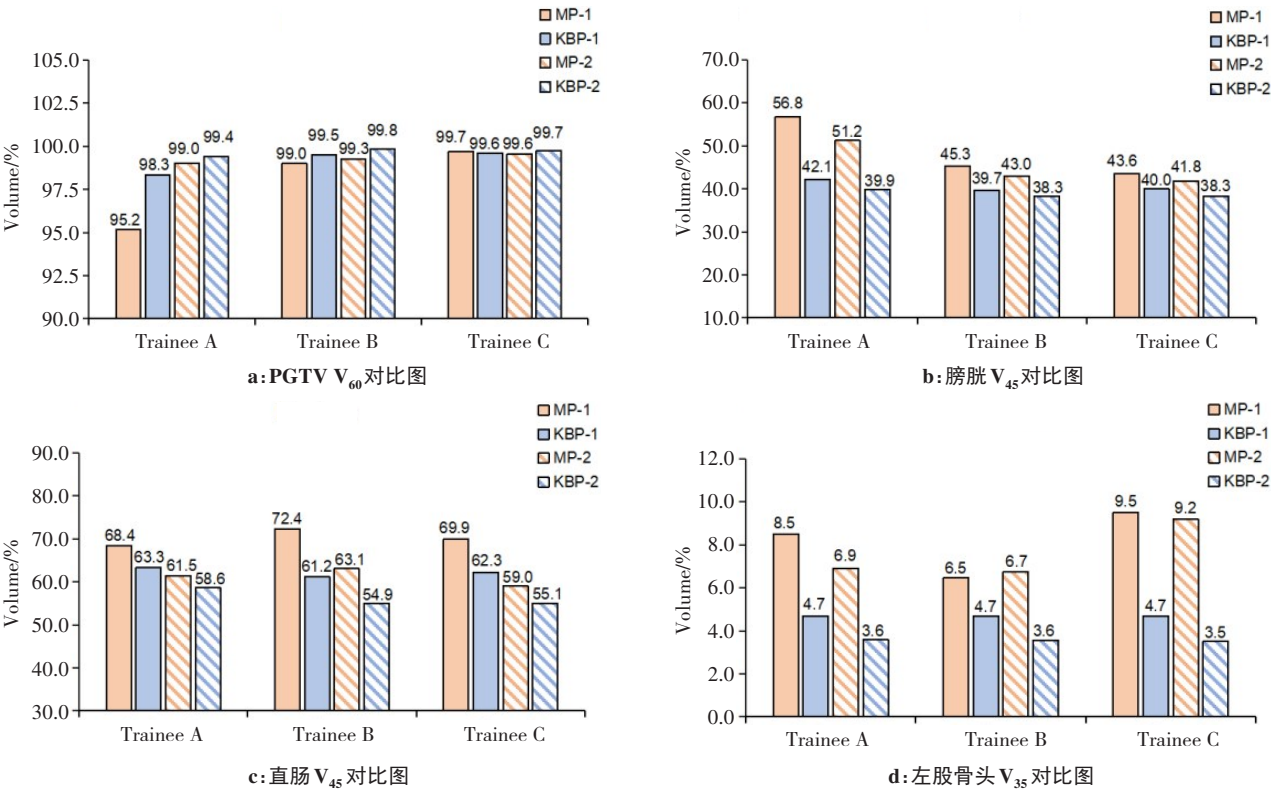 MP-1
KBP-1
MP-2
KBP-2
105.0
102.5
100.0
97.5
95.0
92.5
90.0
Volume/%
95.2 98.3 99.0 99.4
99.0 99.5 99.3 99.8
99.7 99.6 99.6 99.7
Trainee A Trainee B Trainee C
a:PGTV V60对比图
MP-1
KBP-1
MP-2
KBP-2
70.0
60.0
50.0
40.0
30.0
20.0
10.0
Volume/%
56.8 42.1 51.2 39.9
45.3 39.7 43.0 38.3
43.6 40.0 41.8 38.3
Trainee A Trainee B Trainee C
b:膀胱V45对比图
MP-1
KBP-1
MP-2
KBP-2
90.0
80.0
70.0
60.0
50.0
40.0
30.0
Volume/%
68.4 63.3 61.5 58.6
72.4 61.2 63.1 54.9
69.9 62.3 59.0 55.1
Trainee A Trainee B Trainee C
c:直肠V45对比图
MP-1
KBP-1
MP-2
KBP-2
12.0
10.0
8.0
6.0
4.0
2.0
0.0
Volume/%
8.5 4.7 6.9 3.6
6.5 4.7 6.7 3.6
9.5 4.7 9.2 3.5
Trainee A Trainee B Trainee C
d:左股骨头V35对比图